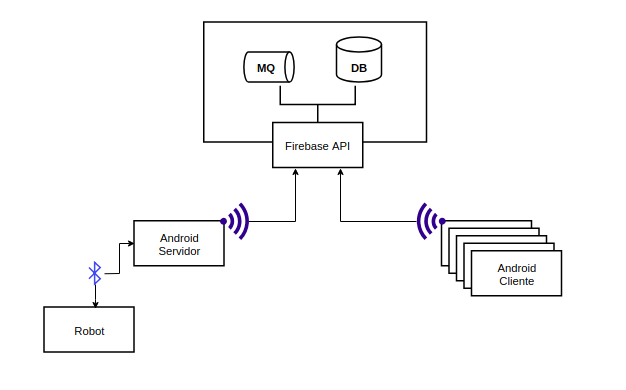 MQ
DB
Firebase API
Android
Servidor
Android
Cliente
Robot